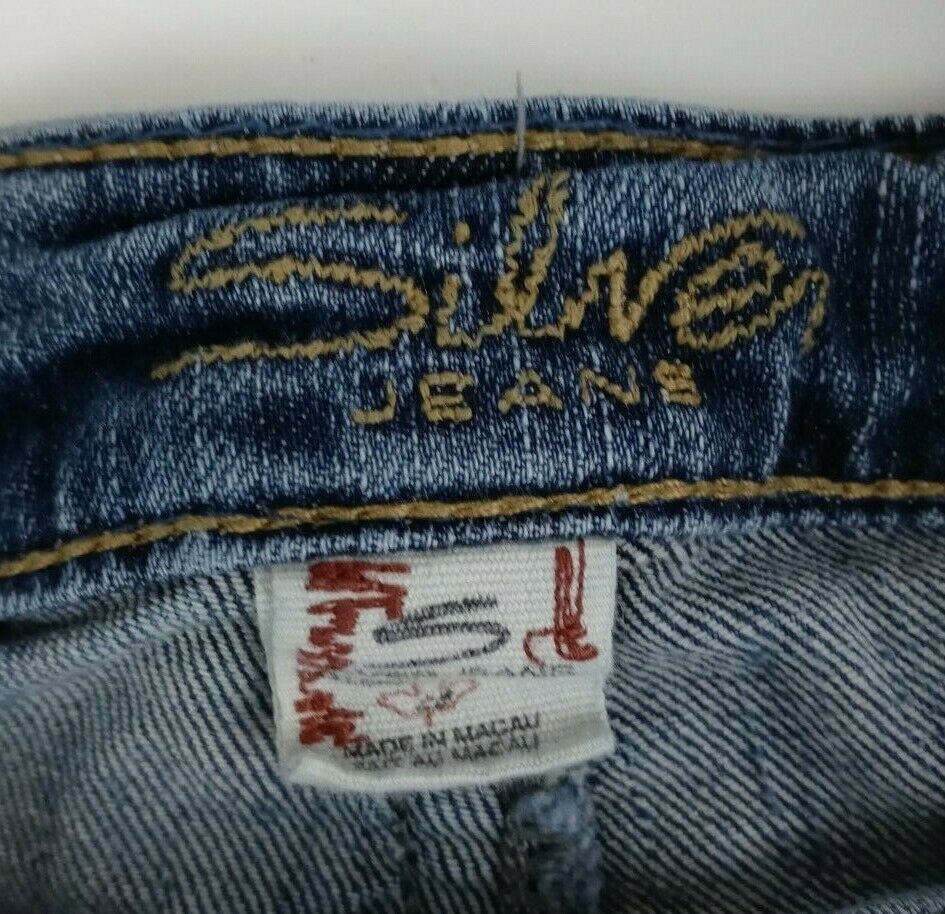 Silver
JEANS
S
MADE IN MACAU
FAIT AU MACAU